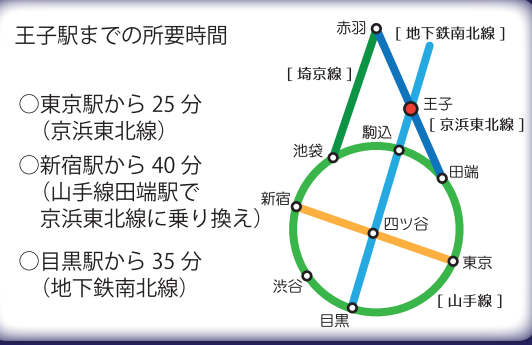 王子駅までの所要時間
○東京駅から 25 分
（京浜東北線）
○新宿駅から 40 分
（山手線田端駅で
京浜東北線に乗り換え）
○目黒駅から 35 分
（地下鉄南北線）
赤羽
[ 地下鉄南北線 ]
[ 埼京線 ]
王子
[ 京浜東北線 ]
駒込
池袋
田端
新宿
四ツ谷
東京
渋谷
[ 山手線 ]
目黒